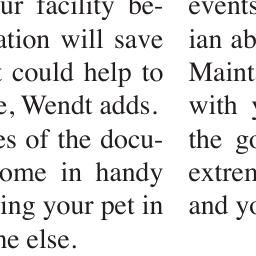 ur facility be-
ation will save
could help to
e, Wendt adds.
es of the docu-
ome in handy
ing your pet in
ne else.
events
ian ab
Maint
with
the go
extrem
and yo